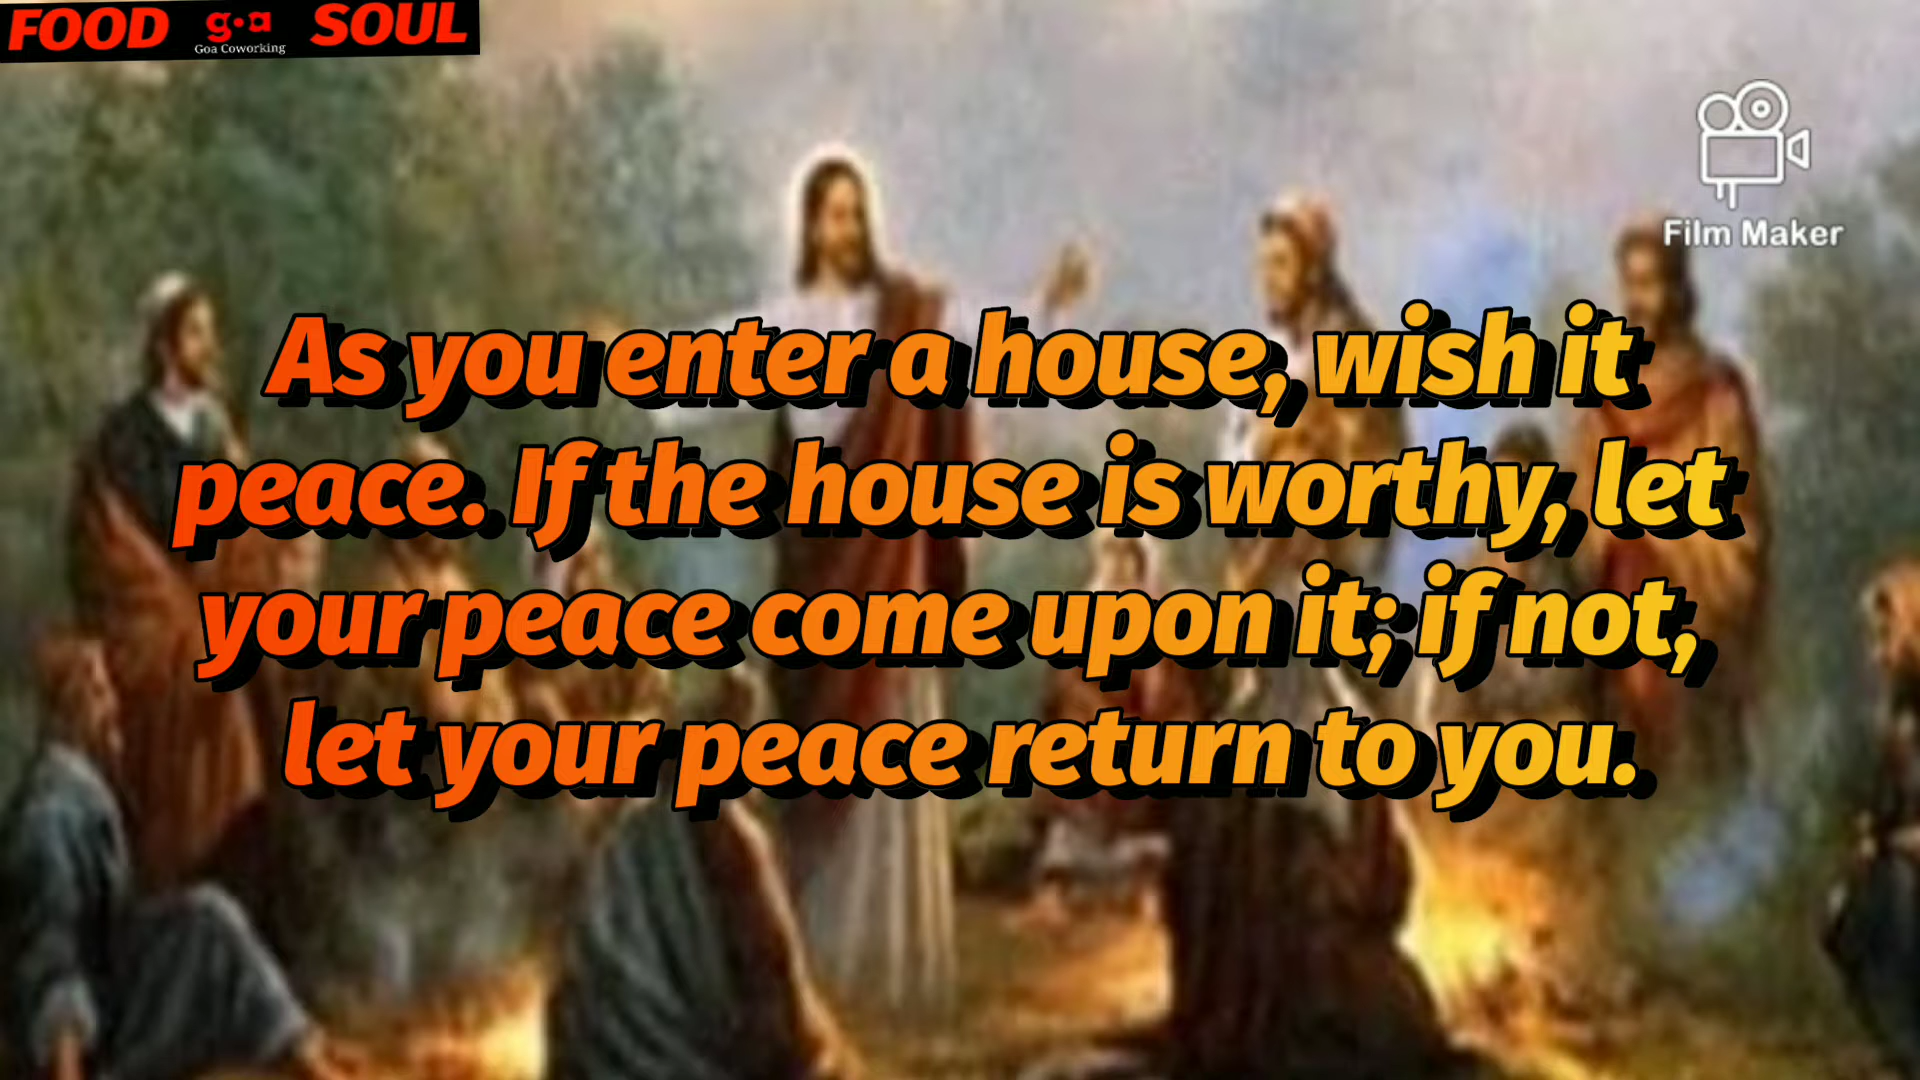 FOOD g•a SOUL
Goa Coworking
Film Maker
As you enter a house, wish it
peace. If the house is worthy, let
your peace come upon it; if not,
let your peace return to you.